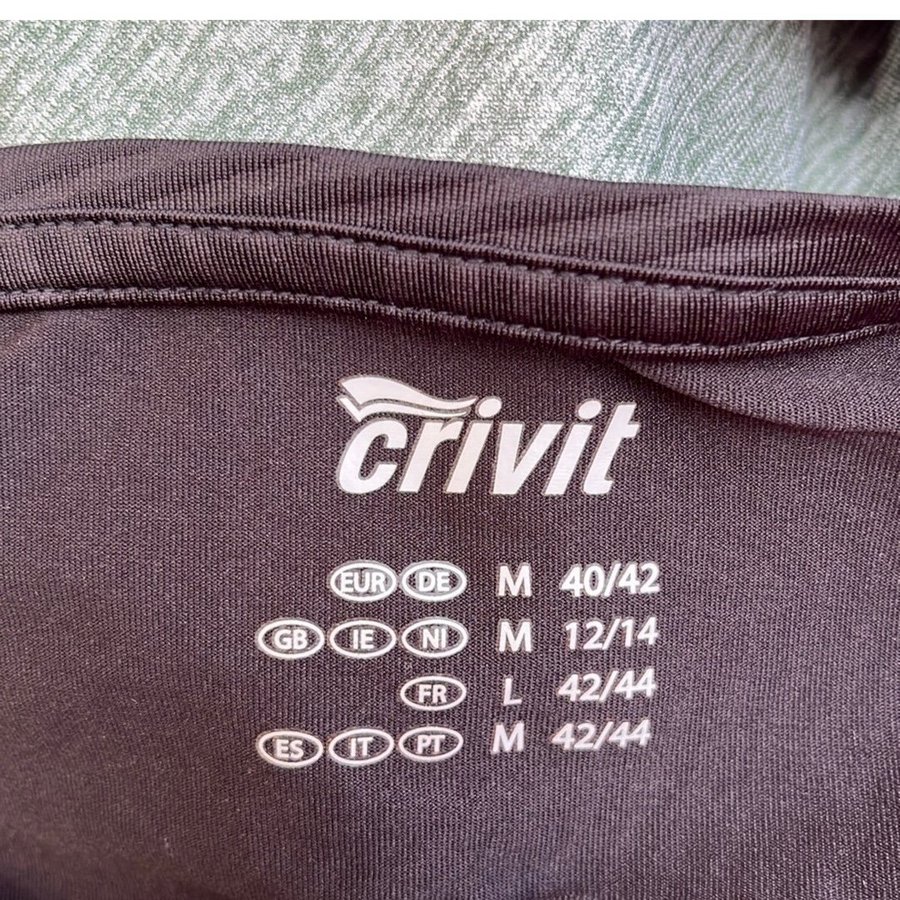 crivit
EUR DE M 40/42
GB IE NI M 12/14
FR L 42/44
ES IT PT M 42/44